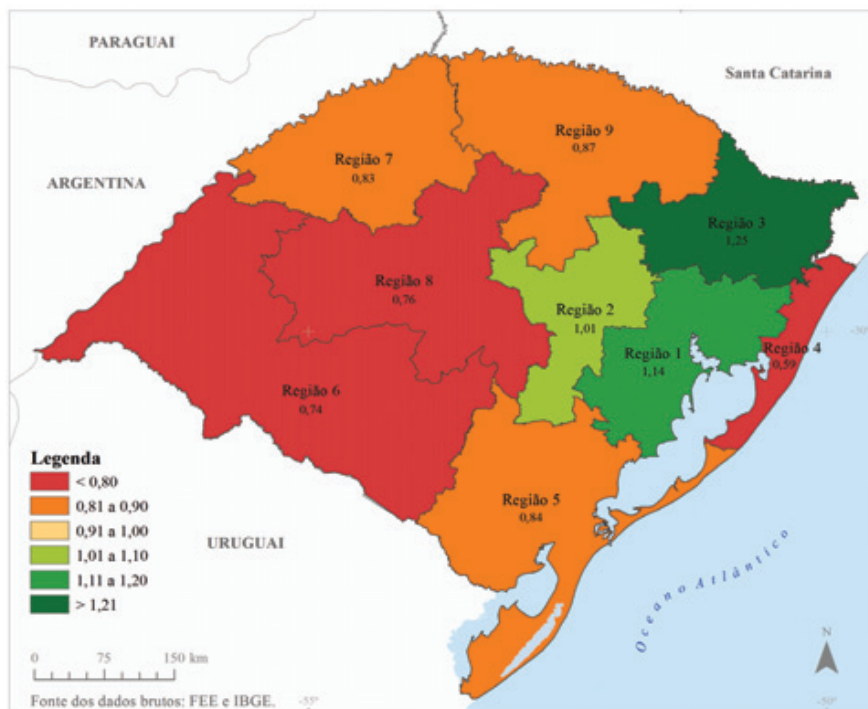 PARAGUAI
Santa Catarina
ARGENTINA
Região 7
0,83
Região 9
0,87
Região 3
1,25
Região 8
0,76
Região 2
1,01
Região 1
1,14
Região 4
0,59
-30°
Região 6
0,74
Região 5
0,84
URUGUAI
Oceano Atlântico
Legenda
< 0,80
0,81 a 0,90
0,91 a 1,00
1,01 a 1,10
1,11 a 1,20
> 1,21
0 75 150 km
N
Fonte dos dados brutos: FEE e IBGE.
-55°
-50°